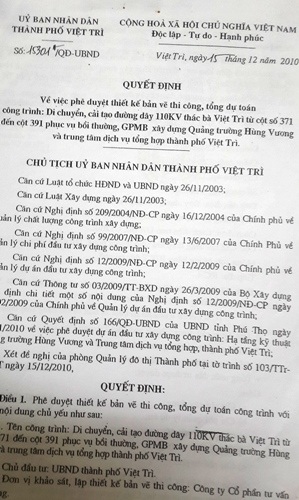 UỶ BAN NHÂN DÂN
THÀNH PHỐ VIỆT TRÌ
CỘNG HOÀ XÃ HỘI CHỦ NGHĨA VIỆT NAM
Độc lập - Tự do - Hạnh phúc
Số: 15301/QĐ-UBND
Việt Trì, ngày 15 tháng 12 năm 2010
QUYẾT ĐỊNH
Về việc phê duyệt thiết kế bản vẽ thi công, tổng dự toán
công trình: Di chuyển, cải tạo đường dây 110KV thác bà Việt Trì từ cột số 371
đến cột 391 phục vụ bồi thường, GPMB xây dựng Quảng trường Hùng Vương
và trung tâm dịch vụ tổng hợp thành phố Việt Trì.
CHỦ TỊCH UỶ BAN NHÂN DÂN THÀNH PHỐ VIỆT TRÌ
Căn cứ Luật tổ chức HĐND và UBND ngày 26/11/2003;
Căn cứ Luật Xây dựng ngày 26/11/2003;
Căn cứ Nghị định số 209/2004/NĐ-CP ngày 16/12/2004 của Chính phủ về
uản lý chất lượng công trình xây dựng;
Căn cứ Nghị định số 99/2007/NĐ-CP ngày 13/6/2007 của Chính Phủ về
ản lý chi phí đầu tư xây dựng công trình;
Căn cứ Nghị định số 12/2009/NĐ-CP ngày 12/2/2009 của Chính phủ về
uản lý dự án đầu tư xây dựng công trình;
Căn cứ Thông tư số 03/2009/TT-BXD ngày 26/3/2009 của Bộ Xây dựng
định chi tiết một số nội dung của Nghị định số 12/2009/NĐ-CP ngày
02/2009 của Chính phủ về Quản lý dự án đầu tư xây dựng công trình;
Căn cứ Quyết định số 166/QĐ-UBND của UBND tỉnh Phú Thọ ngày
1/2010 về việc phê duyệt dự án đầu tư xây dựng công trình: Hạ tầng kỹ thuật
g trường Hùng Vương và Trung tâm dịch vụ tổng hợp, thành phố Việt Trì;
Xét đề nghị của phòng Quản lý đô thị Thành phố tại tờ trình số 103/TTr-
T ngày 15/12/2010,
QUYẾT ĐỊNH:
Điều 1. Phê duyệt thiết kế bản vẽ thi công, tổng dự toán công trình với
nội dung chủ yếu như sau:
. Tên công trình: Di chuyển, cải tạo đường dây 110KV thác bà Việt Trì từ
71 đến cột 391 phục vụ bồi thường, GPMB xây dựng Quảng trường Hùng
và trung tâm dịch vụ tổng hợp thành phố Việt Trì.
Chủ đầu tư: UBND thành phố Việt Trì.
Đơn vị khảo sát, lập thiết kế bản vẽ thi công: Công ty Cổ phần tư vấn